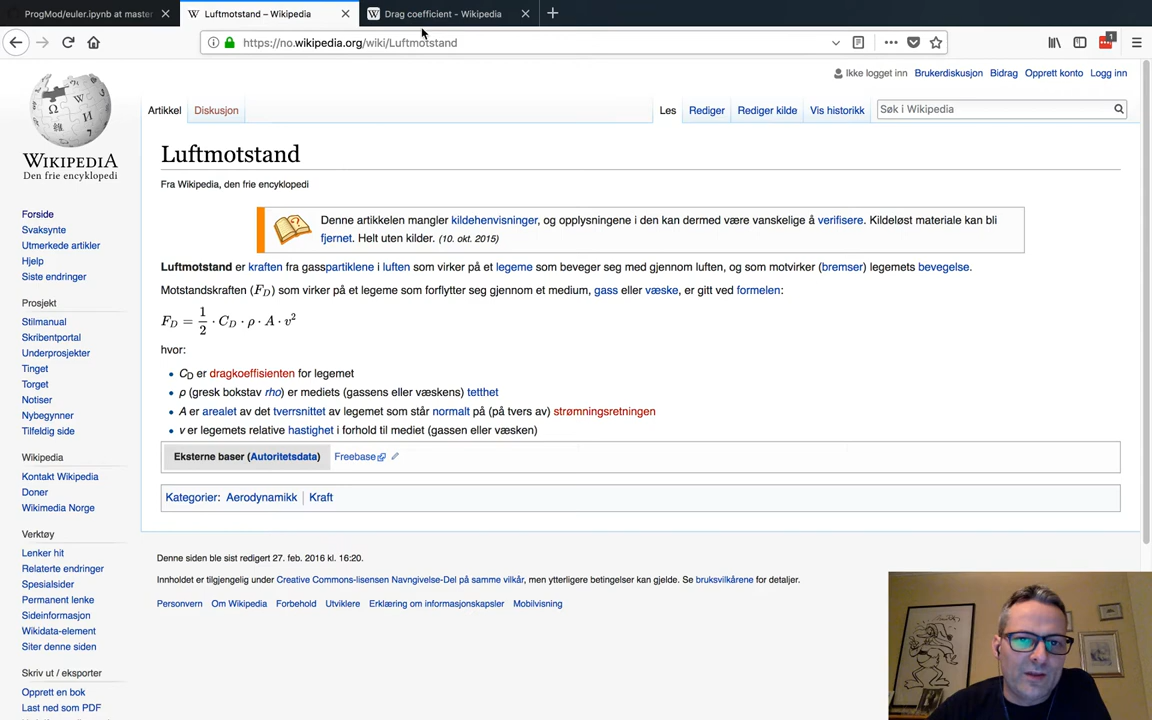 ProgMod/euler.ipynb at master
Luftmotstand – Wikipedia
Drag coefficient - Wikipedia
https://no.wikipedia.org/wiki/Luftmotstand
1
Ikke logget inn Brukerdiskusjon Bidrag Opprett konto Logg inn
Artikkel Diskusjon Les Rediger Rediger kilde Vis historikk Søk i Wikipedia
WIKIPEDIA
Den frie encyklopedi
Luftmotstand
Fra Wikipedia, den frie encyklopedi
Denne artikkelen mangler kildehenvisninger, og opplysningene i den kan dermed være vanskelige å verifisere. Kildeløst materiale kan bli
fjernet. Helt uten kilder. (10. okt. 2015)
Luftmotstand er kraften fra gasspartiklene i luften som virker på et legeme som beveger seg med gjennom luften, og som motvirker (bremser) legemets bevegelse.
Motstandskraften (F_D) som virker på et legeme som forflytter seg gjennom et medium, gass eller væske, er gitt ved formelen:
F_D = 1/2 · C_D · ρ · A · v²
hvor:
• C_D er dragkoeffisienten for legemet
• ρ (gresk bokstav rho) er mediets (gassens eller væskens) tetthet
• A er arealet av det tverrsnittet av legemet som står normalt på (på tvers av) strømningsretningen
• v er legemets relative hastighet i forhold til mediet (gassen eller væsken)
Eksterne baser (Autoritetsdata) Freebase
Kategorier: Aerodynamikk | Kraft
Denne siden ble sist redigert 27. feb. 2016 kl. 16:20.
Innholdet er tilgjengelig under Creative Commons-lisensen Navngivelse-Del på samme vilkår, men ytterligere betingelser kan gjelde. Se bruksvilkårene for detaljer.
Personvern Om Wikipedia Forbehold Utviklere Erklæring om informasjonskapsler Mobilvisning
Forside
Svaksynte
Utmerkede artikler
Hjelp
Siste endringer
Prosjekt
Stilmanual
Skribentportal
Underprosjekter
Tinget
Torget
Notiser
Nybegynner
Tilfeldig side
Wikipedia
Kontakt Wikipedia
Doner
Wikimedia Norge
Verktøy
Lenker hit
Relaterte endringer
Spesialsider
Permanent lenke
Sideinformasjon
Wikidata-element
Siter denne siden
Skriv ut / eksporter
Opprett en bok
Last ned som PDF